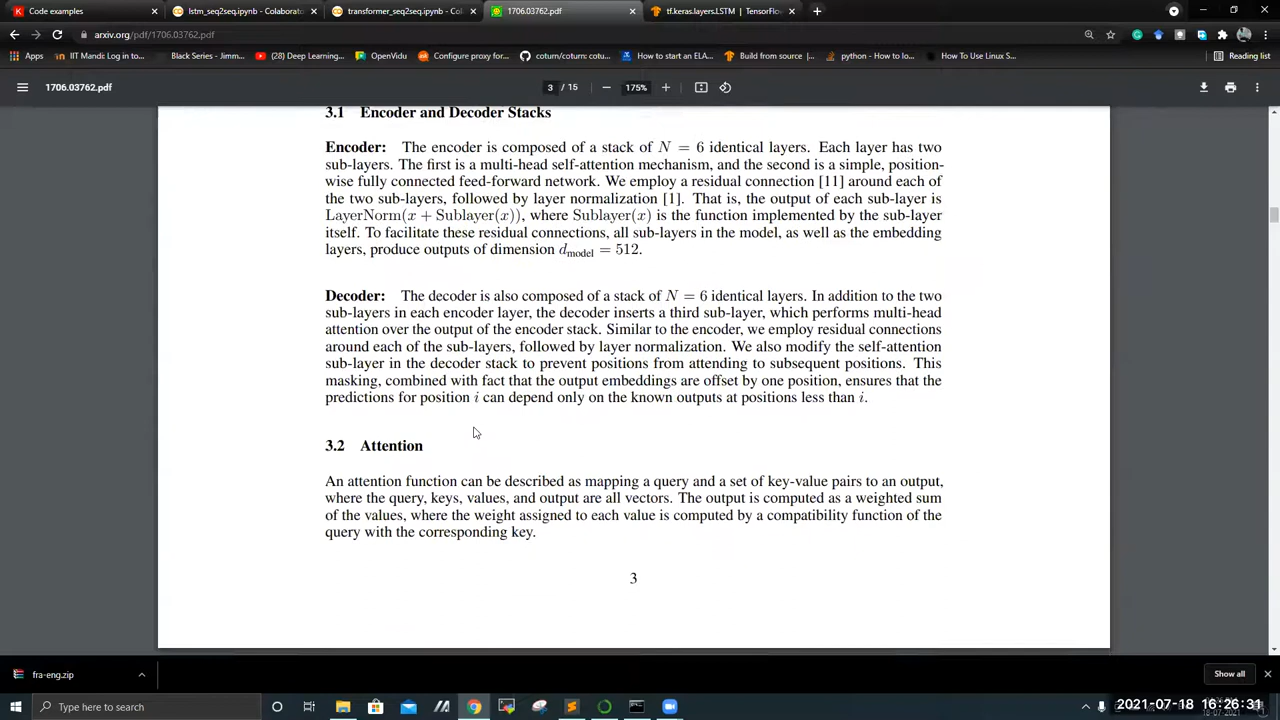 Code examples
lstm_seq2seq.ipynb - Colaborato
transformer_seq2seq.ipynb - Col
1706.03762.pdf
tf.keras.layers.LSTM | TensorFlow
arxiv.org/pdf/1706.03762.pdf
Apps
IIT Mandi: Log in to...
Black Series - Jimm...
(28) Deep Learning...
OpenVidu
Configure proxy for...
coturn/coturn: cotu...
How to start an ELA...
Build from source |...
python - How to lo...
How To Use Linux S...
Reading list
1706.03762.pdf
3 / 15
175%
3.1 Encoder and Decoder Stacks
Encoder: The encoder is composed of a stack of N = 6 identical layers. Each layer has two
sub-layers. The first is a multi-head self-attention mechanism, and the second is a simple, position-
wise fully connected feed-forward network. We employ a residual connection [11] around each of
the two sub-layers, followed by layer normalization [1]. That is, the output of each sub-layer is
LayerNorm(x + Sublayer(x)), where Sublayer(x) is the function implemented by the sub-layer
itself. To facilitate these residual connections, all sub-layers in the model, as well as the embedding
layers, produce outputs of dimension dmodel = 512.
Decoder: The decoder is also composed of a stack of N = 6 identical layers. In addition to the two
sub-layers in each encoder layer, the decoder inserts a third sub-layer, which performs multi-head
attention over the output of the encoder stack. Similar to the encoder, we employ residual connections
around each of the sub-layers, followed by layer normalization. We also modify the self-attention
sub-layer in the decoder stack to prevent positions from attending to subsequent positions. This
masking, combined with fact that the output embeddings are offset by one position, ensures that the
predictions for position i can depend only on the known outputs at positions less than i.
3.2 Attention
An attention function can be described as mapping a query and a set of key-value pairs to an output,
where the query, keys, values, and output are all vectors. The output is computed as a weighted sum
of the values, where the weight assigned to each value is computed by a compatibility function of the
query with the corresponding key.
3
fra-eng.zip
Show all
Type here to search
2021-07-18 16:26:31